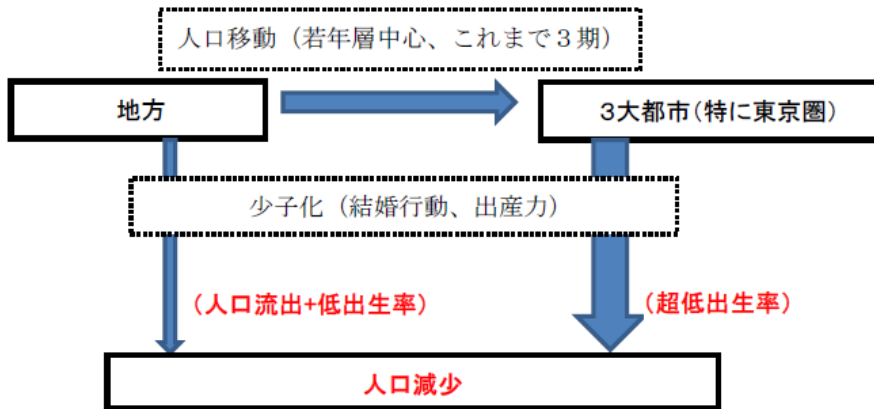 人口移動（若年層中心、これまで３期）
地方
３大都市（特に東京圏）
少子化（結婚行動、出産力）
（人口流出+低出生率）
（超低出生率）
人口減少